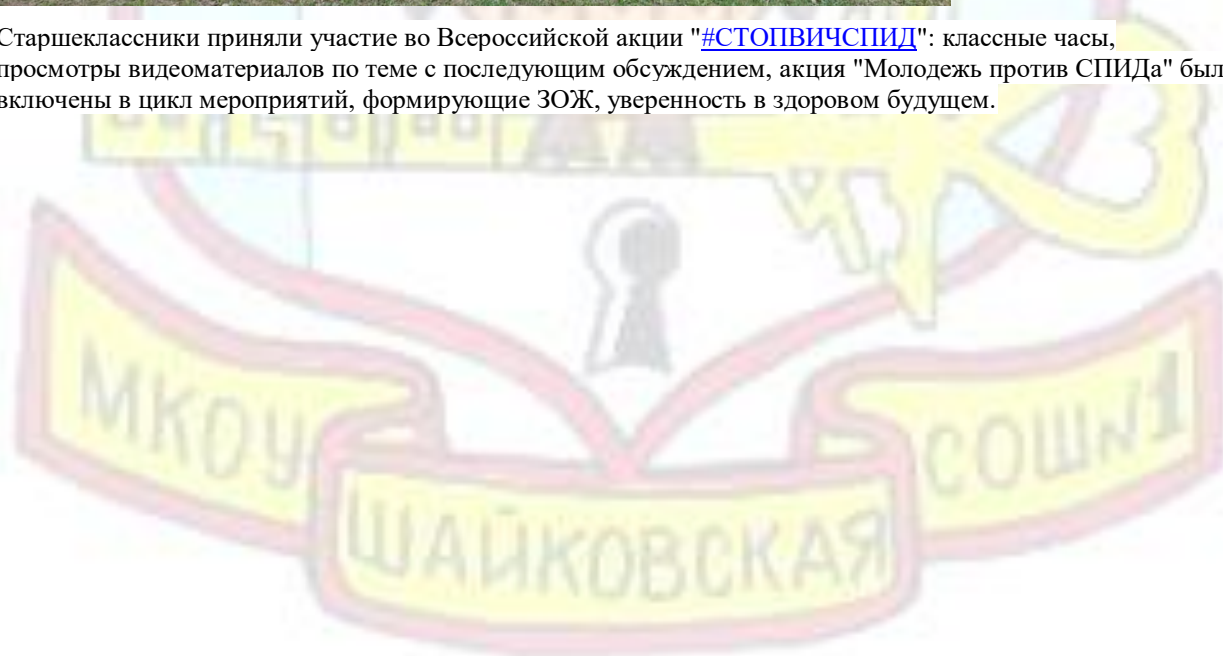 Старшеклассники приняли участие во Всероссийской акции "#СТОПВИЧСПИД": классные часы,
просмотры видеоматериалов по теме с последующим обсуждением, акция "Молодежь против СПИДа" был
включены в цикл мероприятий, формирующие ЗОЖ, уверенность в здоровом будущем.
МКОУ
ШАЙКОВСКАЯ
СОШ№1